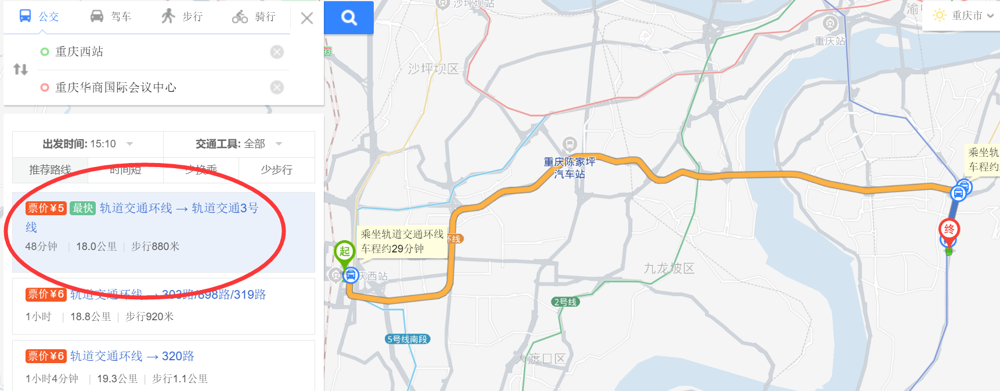 公交
驾车
步行
骑行
重庆西站
重庆华商国际会议中心
出发时间: 15:10
交通工具: 全部
推荐路线
时间短
少换乘
少步行
票价¥5 最快 轨道交通环线 → 轨道交通3号
线
48分钟 | 18.0公里 | 步行880米
票价¥6 轨道交通环线 → 303路/898路/319路
1小时 | 18.8公里 | 步行920米
票价¥6 轨道交通环线 → 320路
1小时4分钟 | 19.3公里 | 步行1.1公里
沙坪坝站
渝
重庆市
重庆站
93
沙坪坝区
重庆陈家坪
汽车站
乘坐轨
车程约
乘坐轨道交通环线
车程约29分钟
环线
起
庆西站
终
九龙坡区
2号线
5号线南段
大渡口区